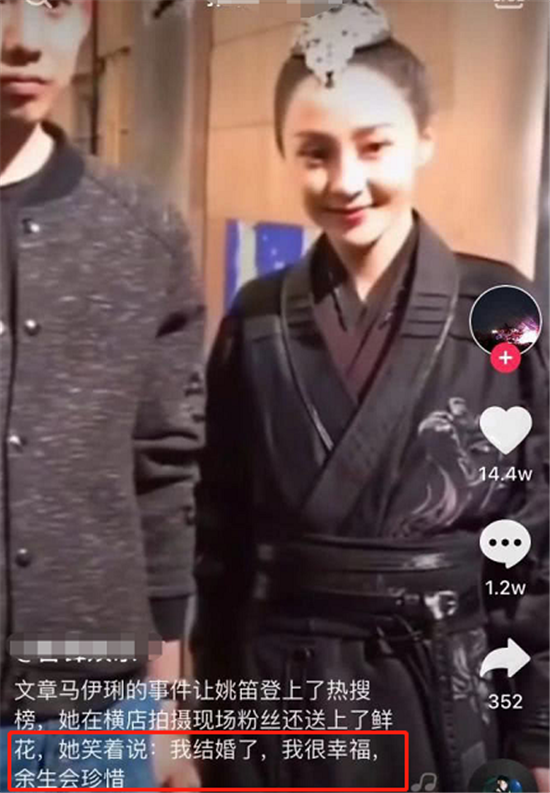 14.4w
1.2w
352
文章马伊琍的事件让姚笛登上了热搜
榜，她在横店拍摄现场粉丝还送上了鲜
花，她笑着说：我结婚了，我很幸福，
余生会珍惜